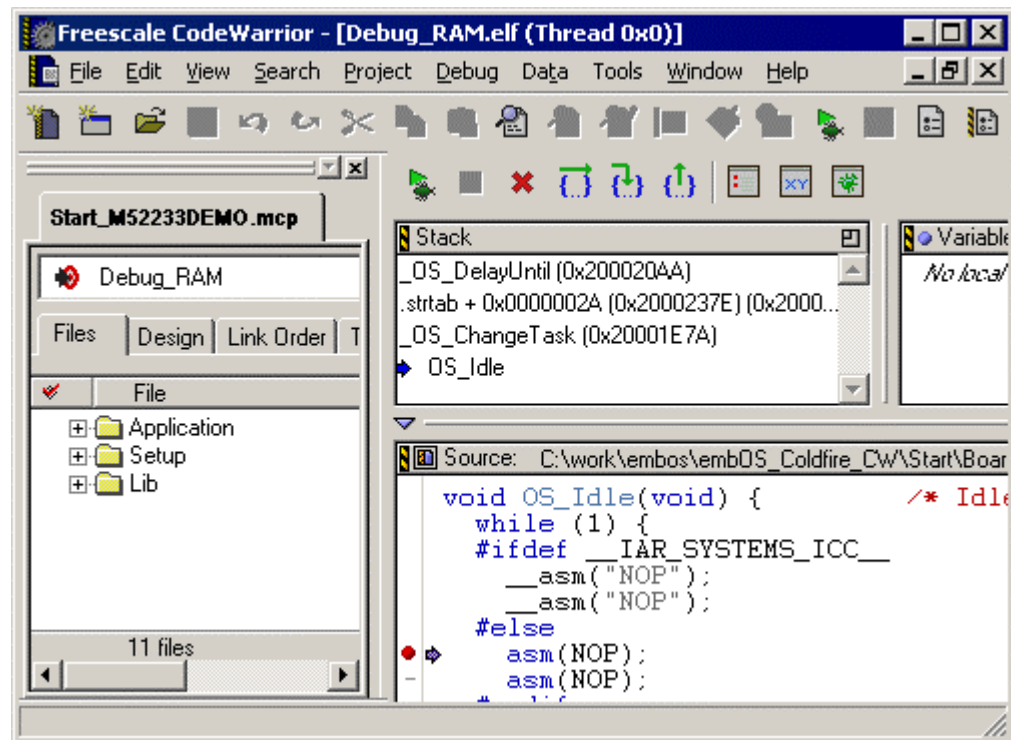 Freescale CodeWarrior - [Debug_RAM.elf (Thread 0x0)]
File Edit View Search Project Debug Data Tools Window Help
Start_M52233DEMO.mcp
Debug_RAM
Files Design Link Order T
File
Application
Setup
Lib
11 files
Stack
_OS_DelayUntil (0x200020AA)
.strtab + 0x0000002A (0x2000237E) (0x2000...
_OS_ChangeTask (0x20001E7A)
OS_Idle
Variable
No local
Source: C:\work\embos\embOS_Coldfire_CW\Start\Boar
void OS_Idle(void) { /* Idle
while (1) {
#ifdef __IAR_SYSTEMS_ICC__
__asm("NOP");
__asm("NOP");
#else
asm(NOP);
asm(NOP);